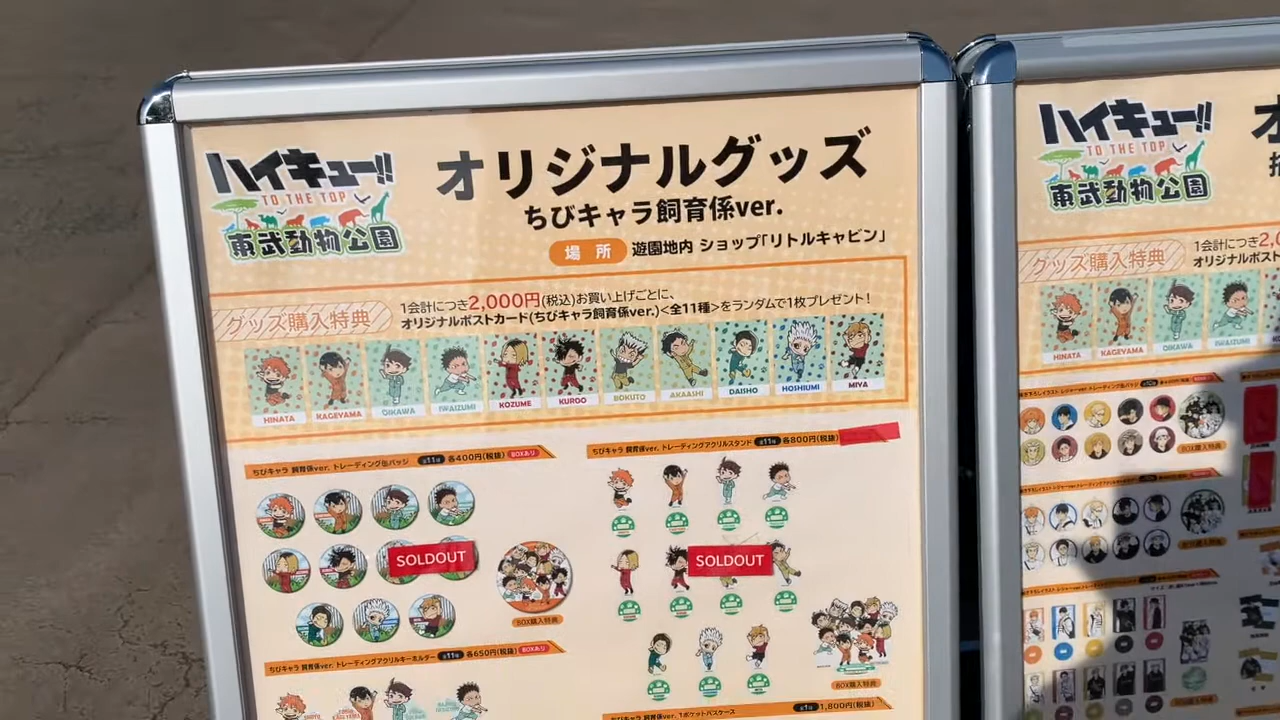 ハイキュー!!
TO THE TOP
東武動物公園
オリジナルグッズ
ちびキャラ飼育係ver.
場 所 遊園地内 ショップ「リトルキャビン」
グッズ購入特典
1会計につき2,000円(税込)お買い上げごとに、
オリジナルポストカード(ちびキャラ飼育係ver.)<全11種>をランダムで1枚プレゼント!
HINATA KAGEYAMA OIKAWA IWAIZUMI KOZUME KUROO BOKUTO AKAASHI DAISHO HOSHIUMI MIYA
ちびキャラ 飼育係ver. トレーディング缶バッジ 全11種 各400円(税抜) BOXあり
SOLDOUT
BOX購入特典
ちびキャラ 飼育係ver. トレーディングアクリルスタンド 全11種 各800円(税抜)
SOLDOUT
BOX購入特典
ちびキャラ 飼育係ver. トレーディングアクリルキーホルダー 全11種 各650円(税抜) BOXあり
ちびキャラ 飼育係ver. 1ポケットパスケース 全1種 1,800円(税抜)
ハイキュー!!
TO THE TOP
東武動物公園
グッズ購入特典
1会計につき
オリジナルポスト
HINATA KAGEYAMA OIKAWA IWAIZUMI
BOX購入特典